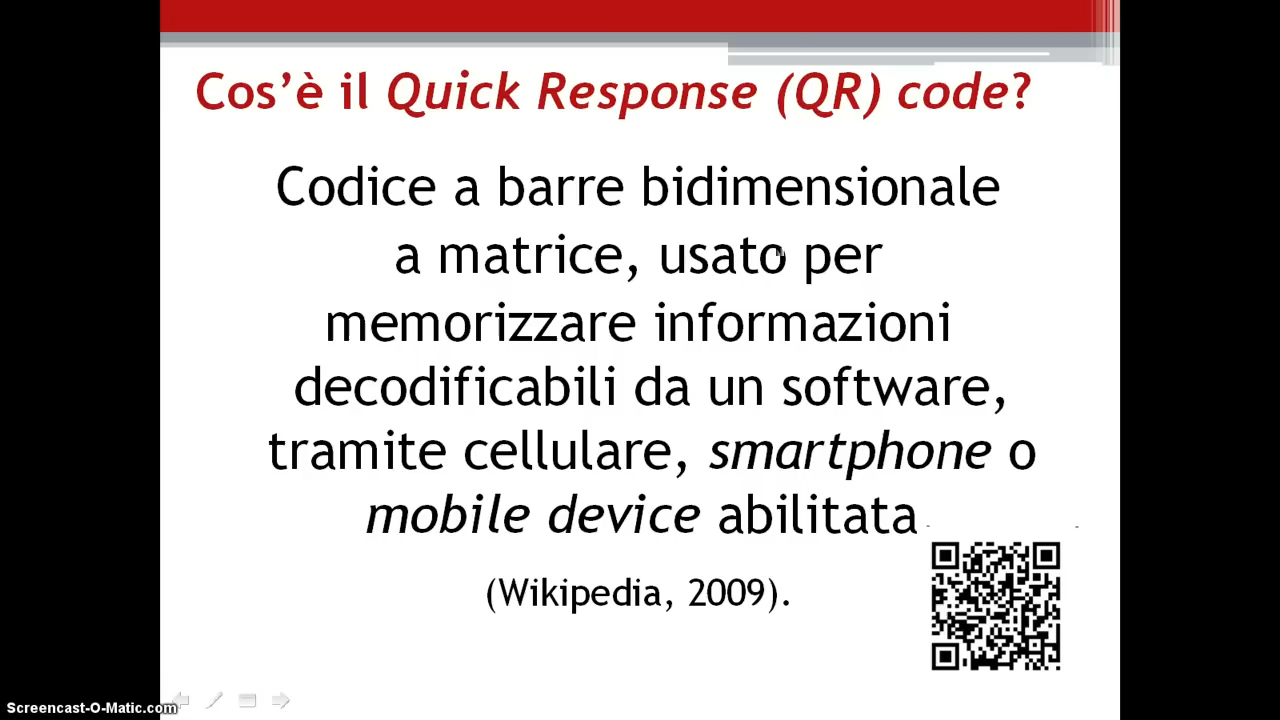 Cos’è il Quick Response (QR) code?
Codice a barre bidimensionale
a matrice, usato per
memorizzare informazioni
decodificabili da un software,
tramite cellulare, smartphone o
mobile device abilitata
(Wikipedia, 2009).
Screencast-O-Matic.com